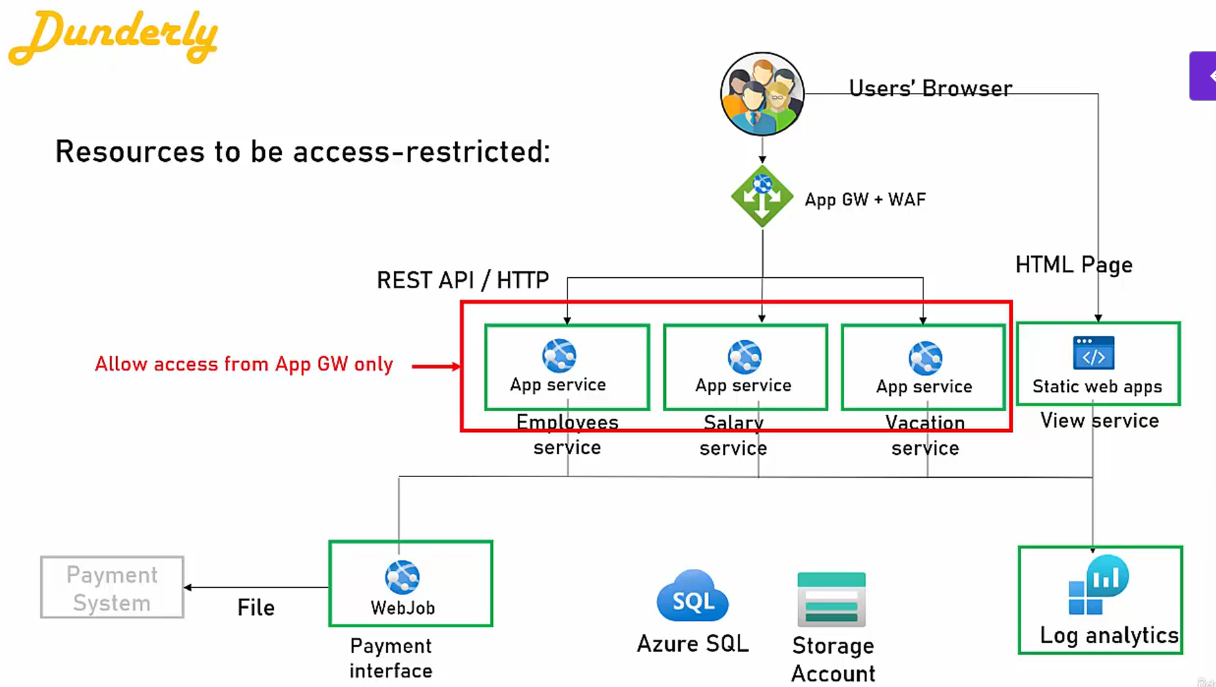 Dunderly
Users' Browser
Resources to be access-restricted:
App GW + WAF
HTML Page
REST API / HTTP
Allow access from App GW only
App service
App service
App service
Static web apps
Employees
service
Salary
service
Vacation
service
View service
Payment
System
File
WebJob
Payment
interface
SQL
Azure SQL
Storage
Account
Log analytics